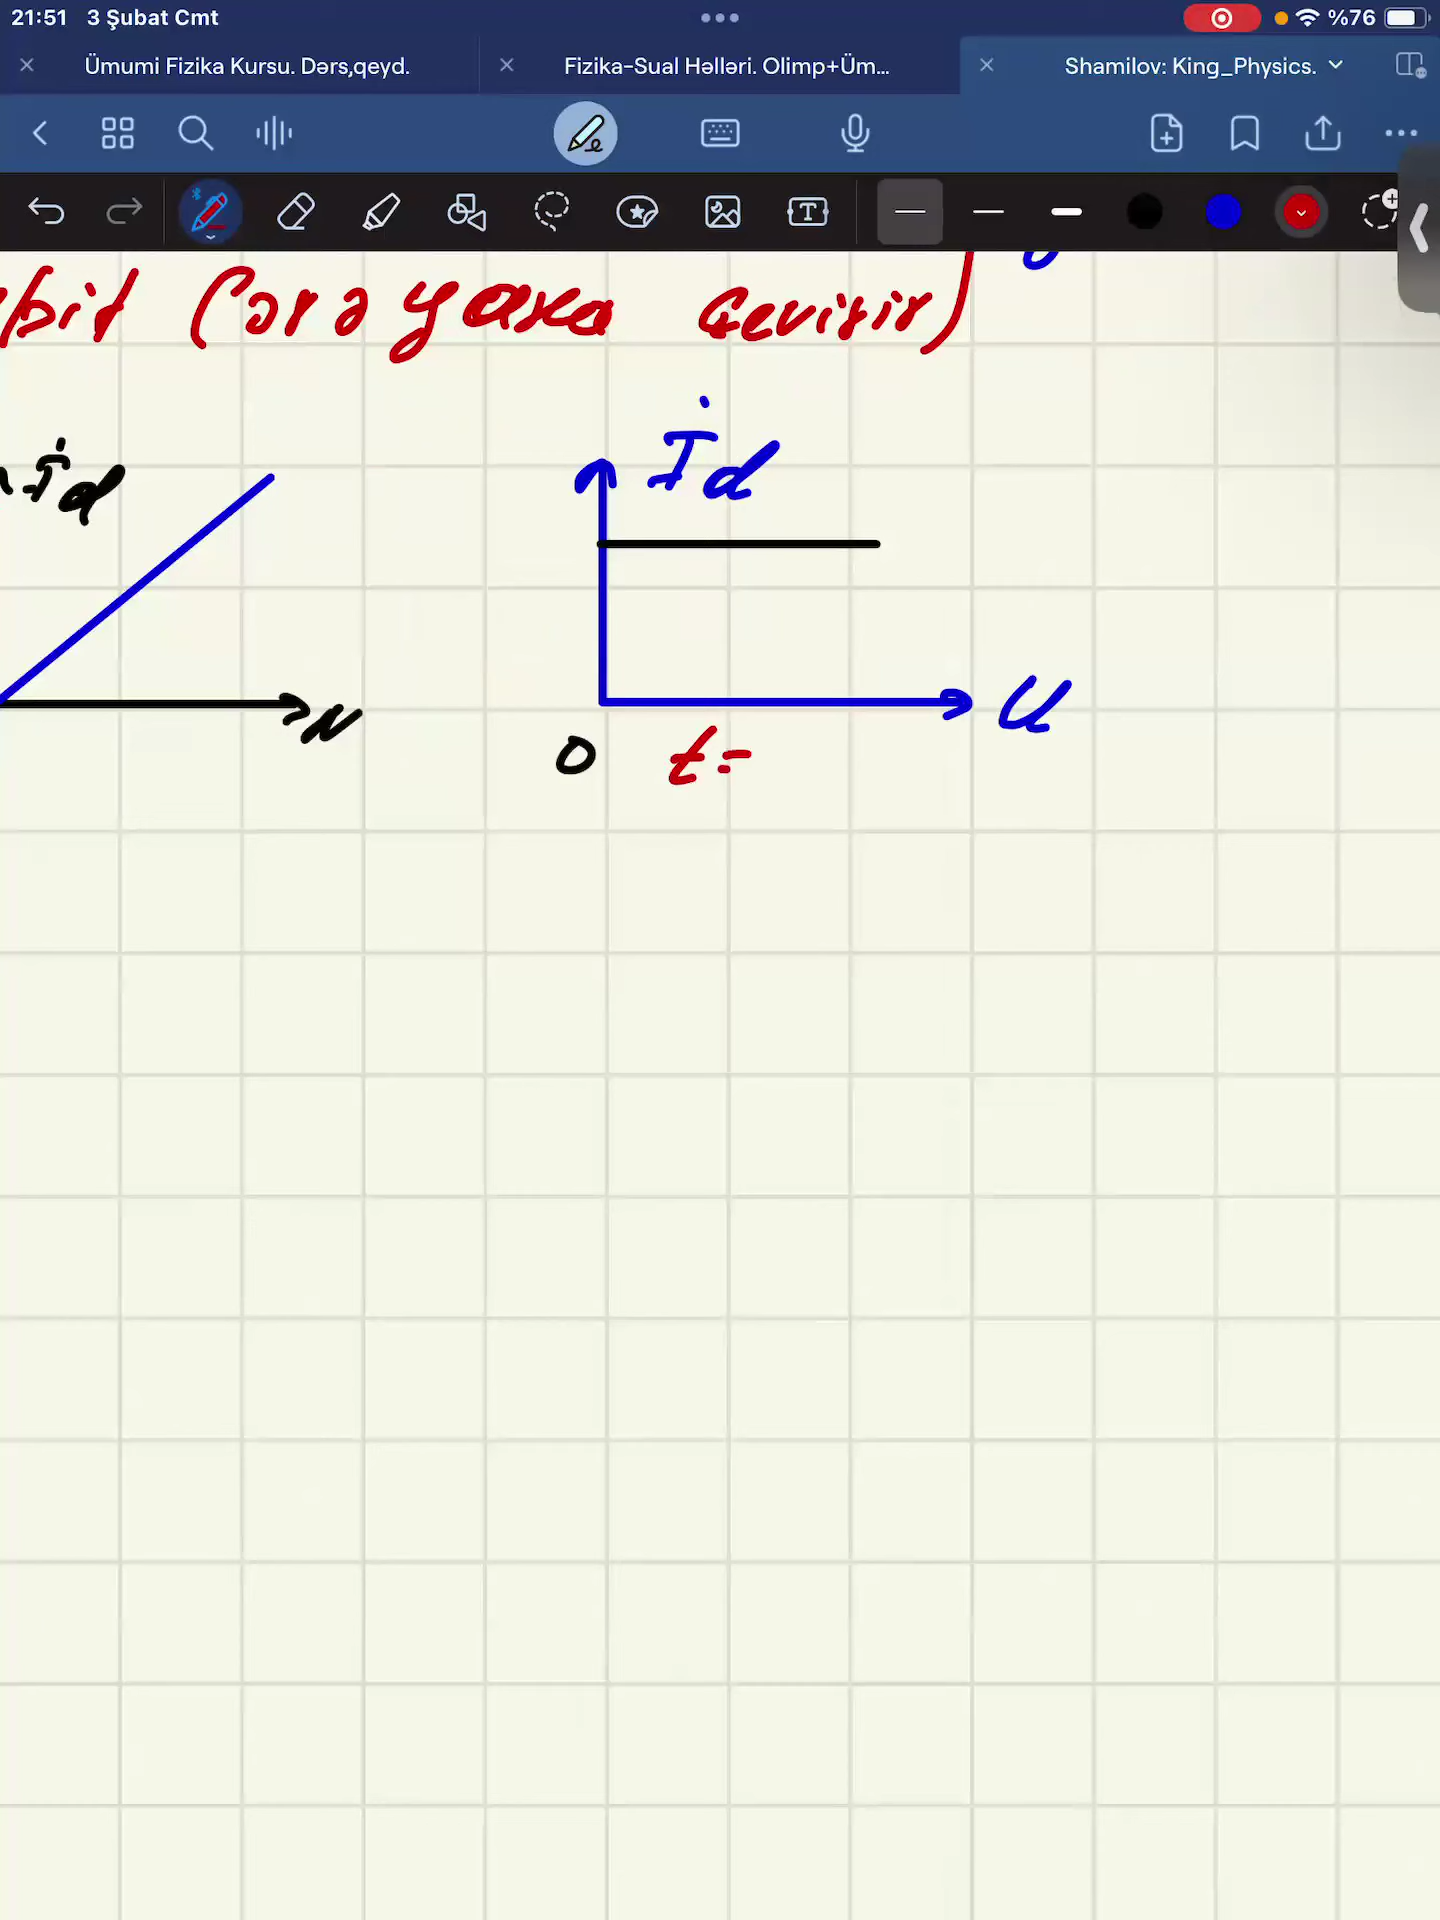 21:51 3 Şubat Cmt %76
Ümumi Fizika Kursu. Dərs,qeyd. Fizika-Sual Həlləri. Olimp+Üm... Shamilov: King_Physics.
(ərəyaxa çevirir)
İd İd
N U
0 t=